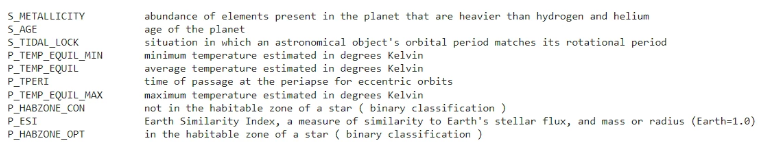 S_METALLICITY abundance of elements present in the planet that are heavier than hydrogen and helium
S_AGE age of the planet
S_TIDAL_LOCK situation in which an astronomical object's orbital period matches its rotational period
P_TEMP_EQUIL_MIN minimum temperature estimated in degrees Kelvin
P_TEMP_EQUIL average temperature estimated in degrees Kelvin
P_TPERI time of passage at the periapse for eccentric orbits
P_TEMP_EQUIL_MAX maximum temperature estimated in degrees Kelvin
P_HABZONE_CON not in the habitable zone of a star ( binary classification )
P_ESI Earth Similarity Index, a measure of similarity to Earth's stellar flux, and mass or radius (Earth=1.0)
P_HABZONE_OPT in the habitable zone of a star ( binary classification )